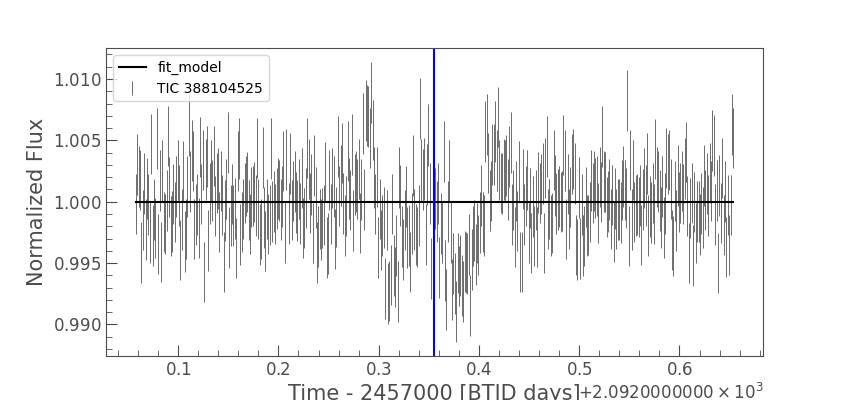 fit_model
TIC 388104525
Normalized Flux
1.010
1.005
1.000
0.995
0.990
0.1 0.2 0.3 0.4 0.5 0.6
Time - 2457000 [BTJD days]
+2.0920000000 × 10³